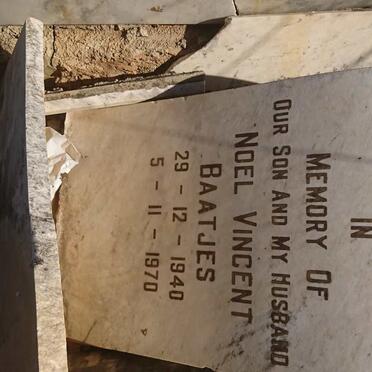 IN
MEMORY OF
OUR SON AND MY HUSBAND
NOEL VINCENT
BAATJES
29 - 12 - 1940
5 - 11 - 1970